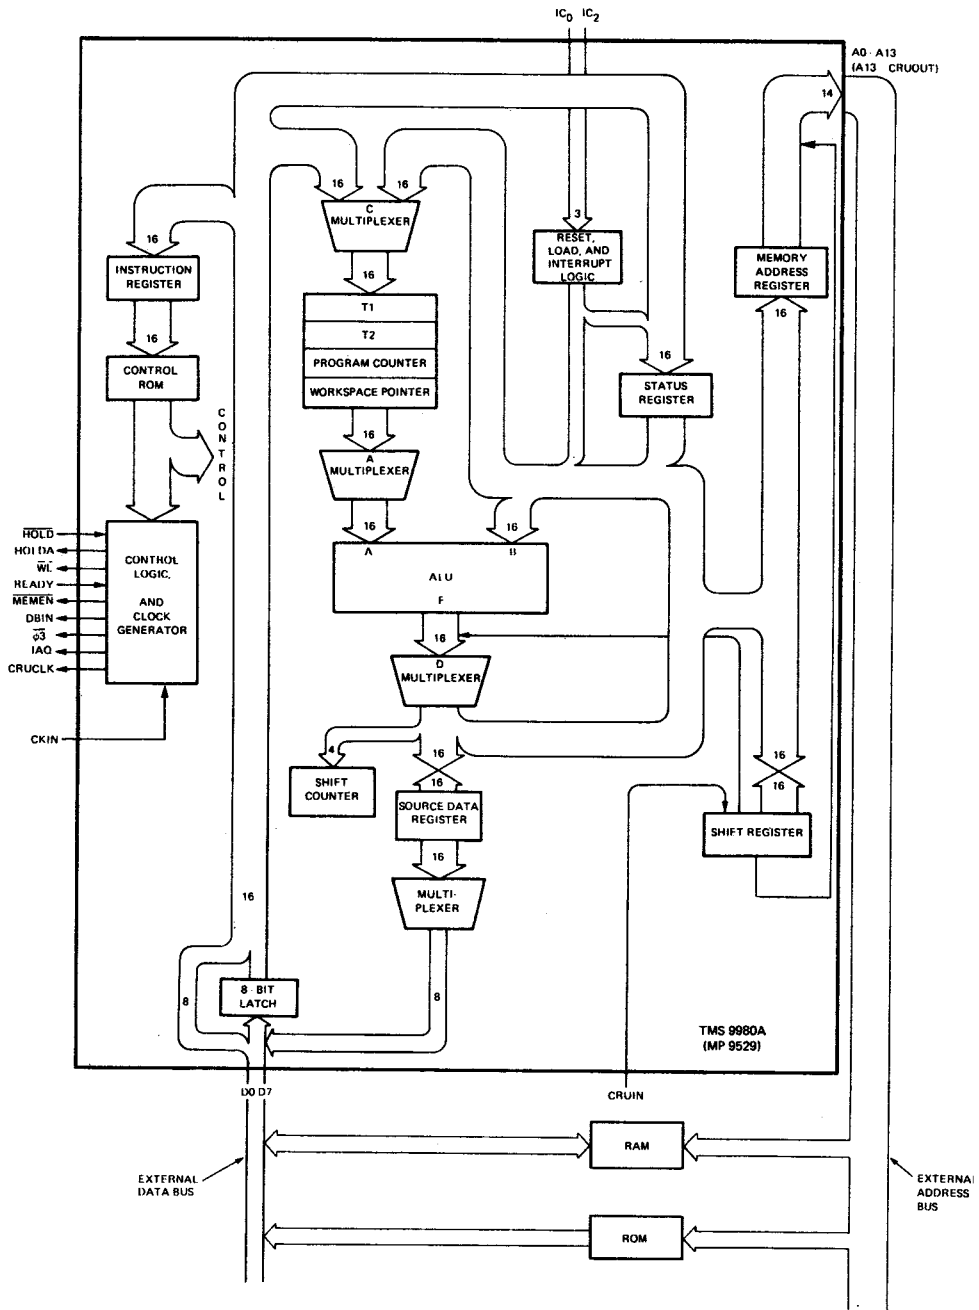 IC0 IC2
A0 - A13
(A13 CRUOUT)
14
16
16
C
MULTIPLEXER
3
RESET,
LOAD, AND
INTERRUPT
LOGIC
16
INSTRUCTION
REGISTER
MEMORY
ADDRESS
REGISTER
16
16
T1
T2
PROGRAM COUNTER
WORKSPACE POINTER
16
CONTROL
ROM
16
STATUS
REGISTER
CONTROL
16
A
MULTIPLEXER
16
16
A
B
ALU
F
HOLD
HOLDA
WE
READY
MEMEN
DBIN
φ3
IAQ
CRUCLK
CONTROL
LOGIC,
AND
CLOCK
GENERATOR
16
D
MULTIPLEXER
CKIN
4
16
16
16
16
SHIFT
COUNTER
SOURCE DATA
REGISTER
SHIFT REGISTER
16
MULTI-
PLEXER
16
8
8-BIT
LATCH
8
TMS 9980A
(MP 9529)
D0 D7
CRUIN
RAM
EXTERNAL
DATA BUS
EXTERNAL
ADDRESS
BUS
ROM